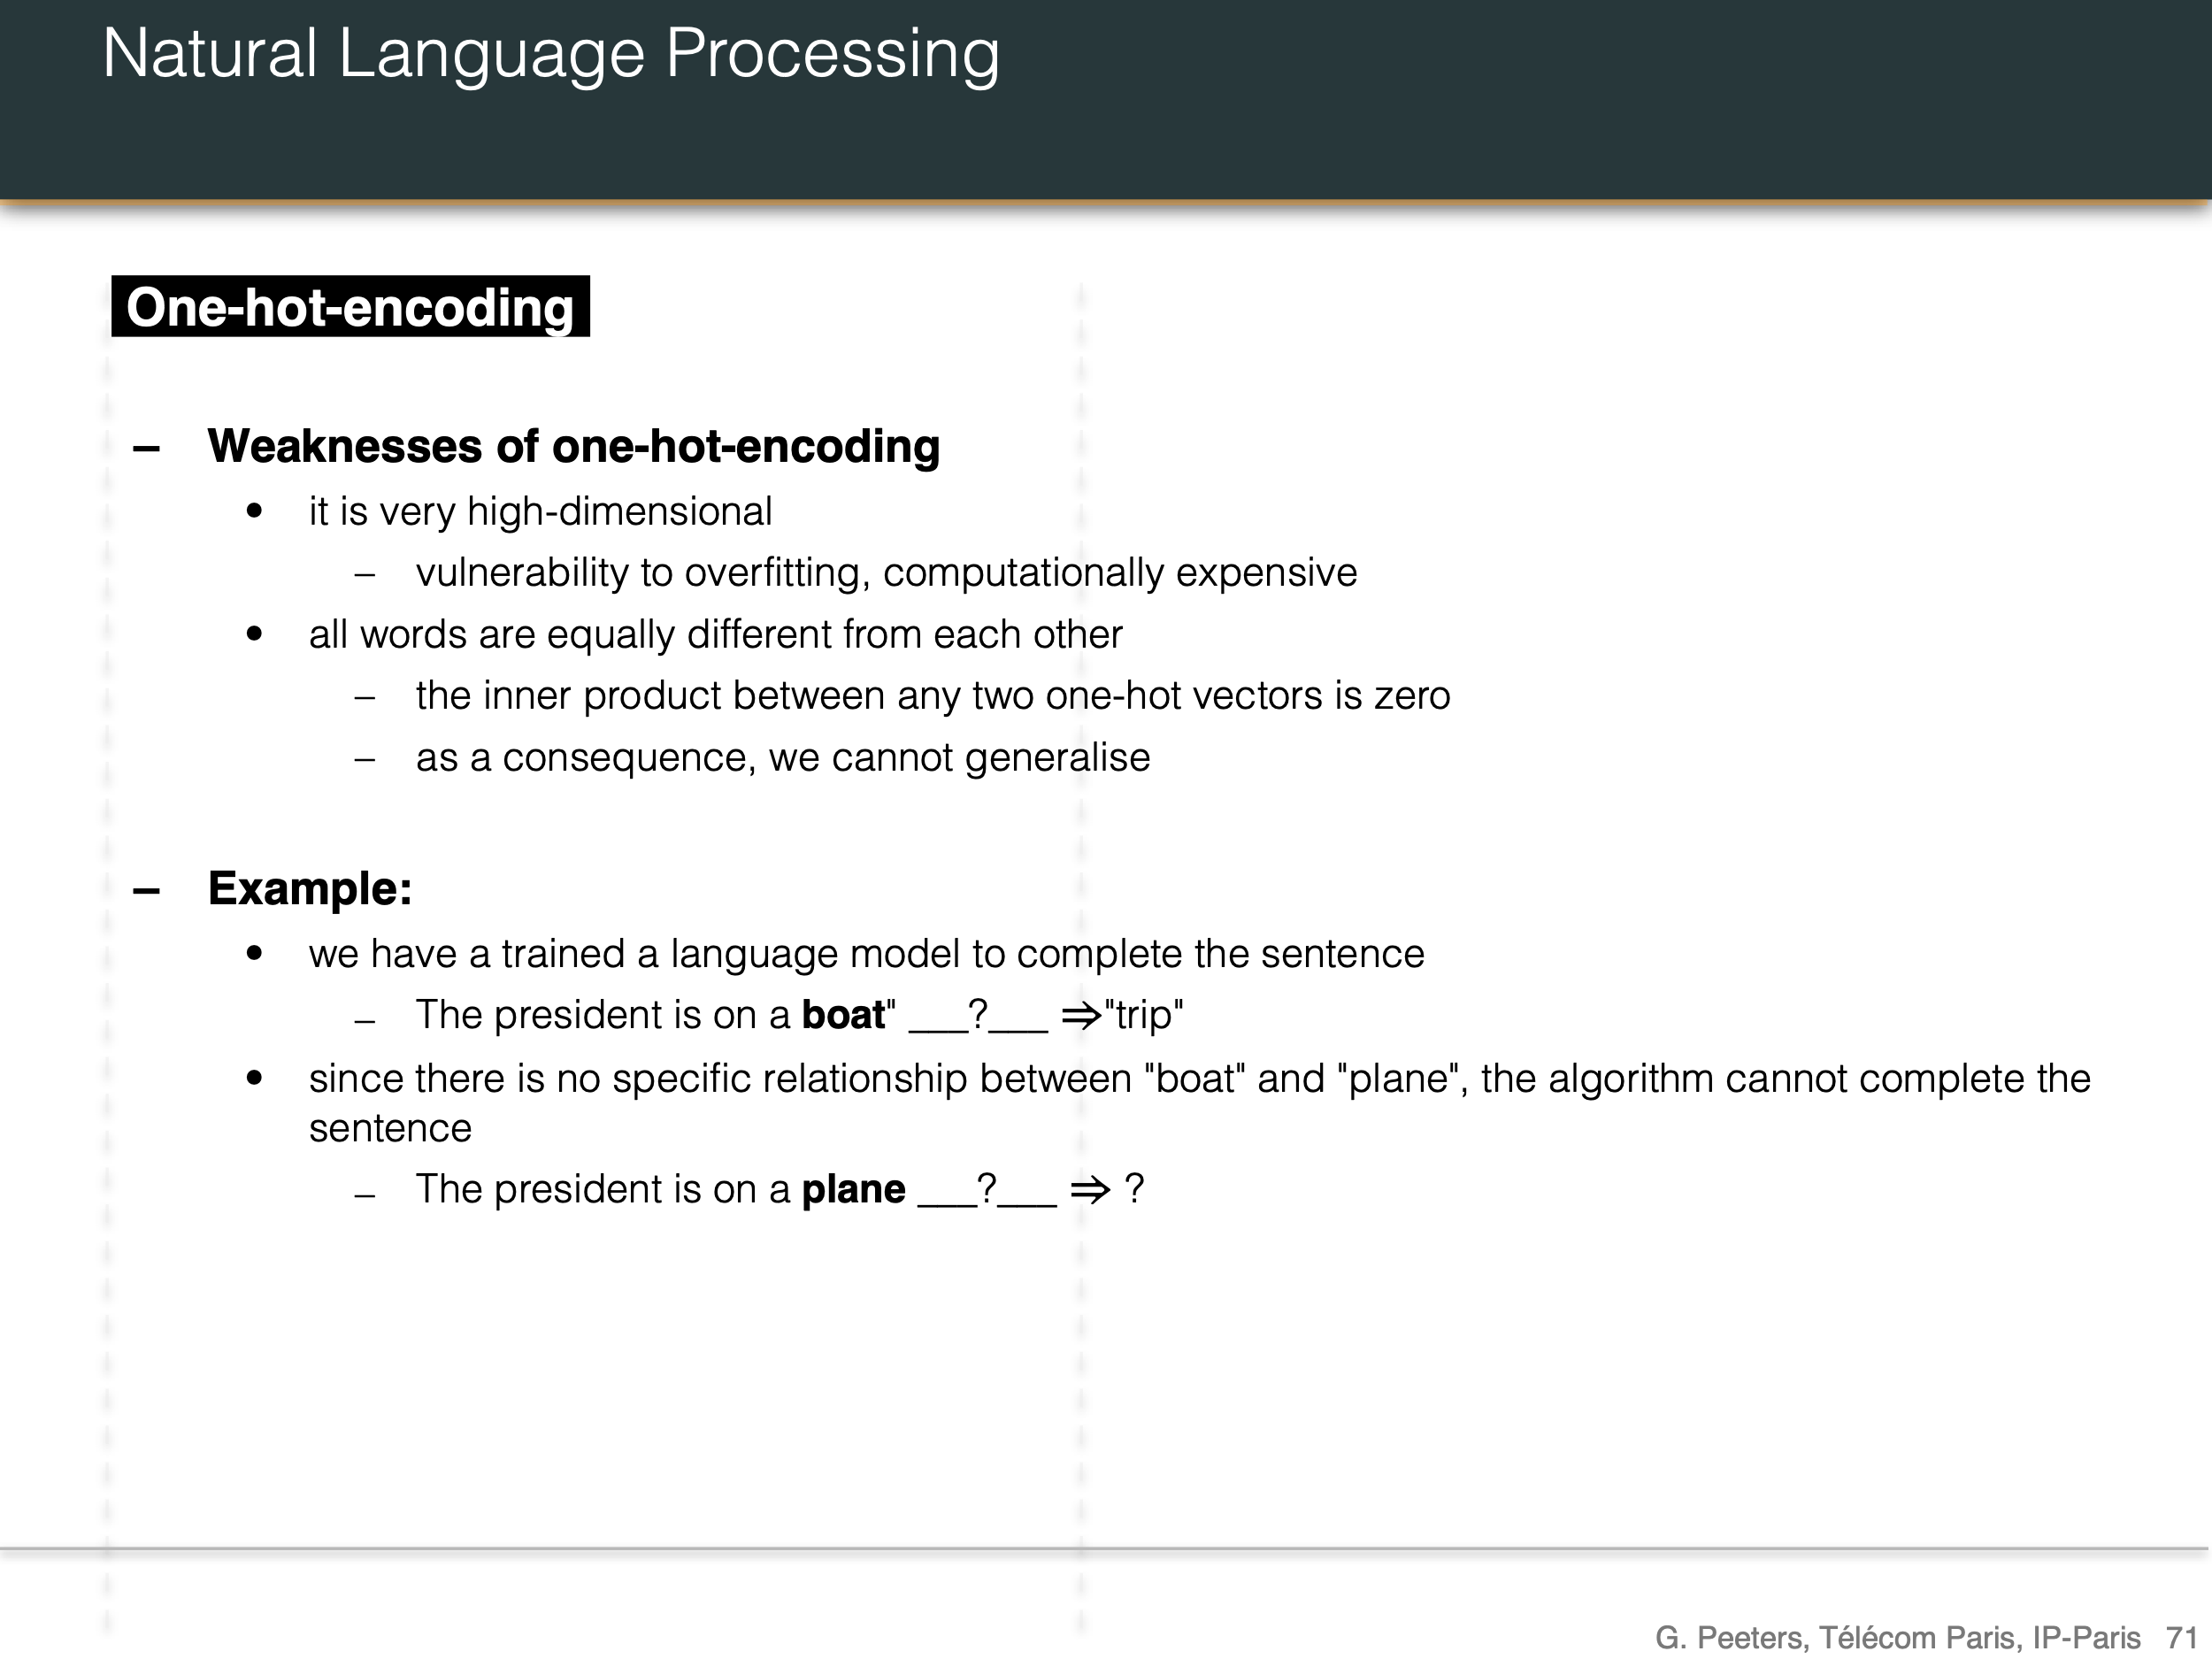 Natural Language Processing
One-hot-encoding
– Weaknesses of one-hot-encoding
• it is very high-dimensional
– vulnerability to overfitting, computationally expensive
• all words are equally different from each other
– the inner product between any two one-hot vectors is zero
– as a consequence, we cannot generalise
– Example:
• we have a trained a language model to complete the sentence
– The president is on a boat" ___?___ ⇒"trip"
• since there is no specific relationship between "boat" and "plane", the algorithm cannot complete the
sentence
– The president is on a plane ___?___ ⇒ ?
G. Peeters, Télécom Paris, IP-Paris 71